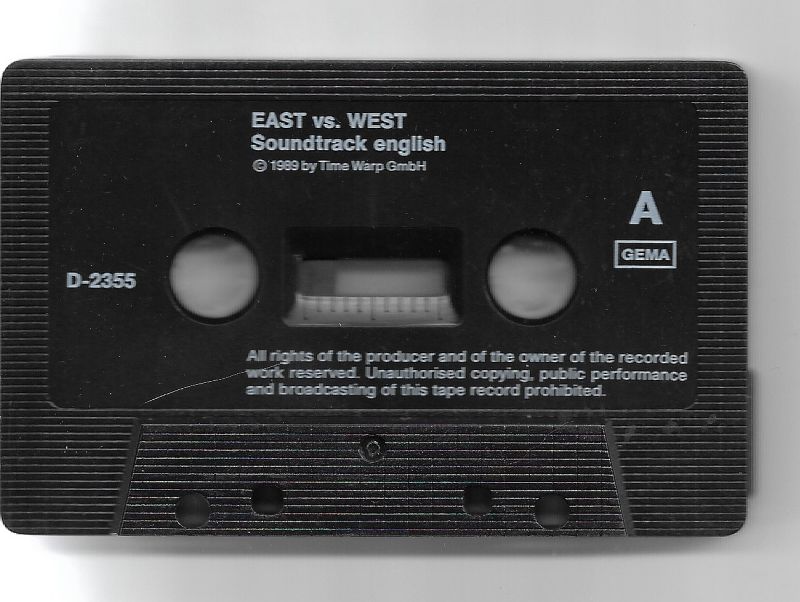 EAST vs. WEST
Soundtrack english
© 1989 by Time Warp GmbH
A
GEMA
D-2355
All rights of the producer and of the owner of the recorded
work reserved. Unauthorised copying, public performance
and broadcasting of this tape record prohibited.